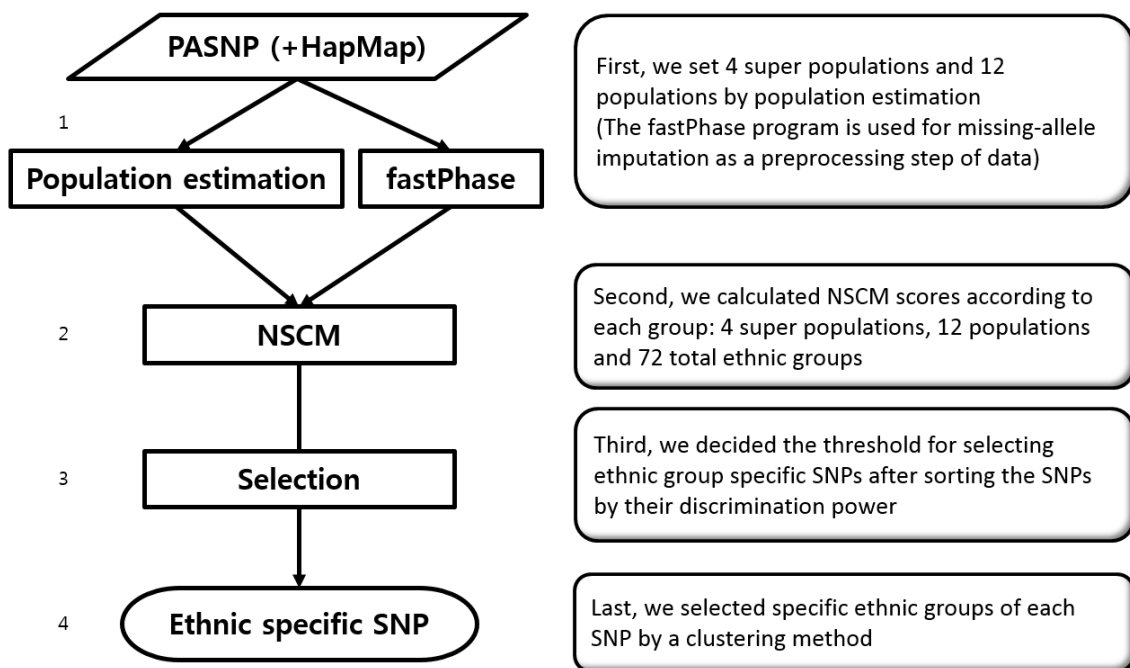 PASNP (+HapMap)
First, we set 4 super populations and 12
populations by population estimation
(The fastPhase program is used for missing-allele
imputation as a preprocessing step of data)
1
Population estimation
fastPhase
Second, we calculated NSCM scores according to
each group: 4 super populations, 12 populations
and 72 total ethnic groups
2
NSCM
Third, we decided the threshold for selecting
ethnic group specific SNPs after sorting the SNPs
by their discrimination power
3
Selection
Last, we selected specific ethnic groups of each
SNP by a clustering method
4
Ethnic specific SNP